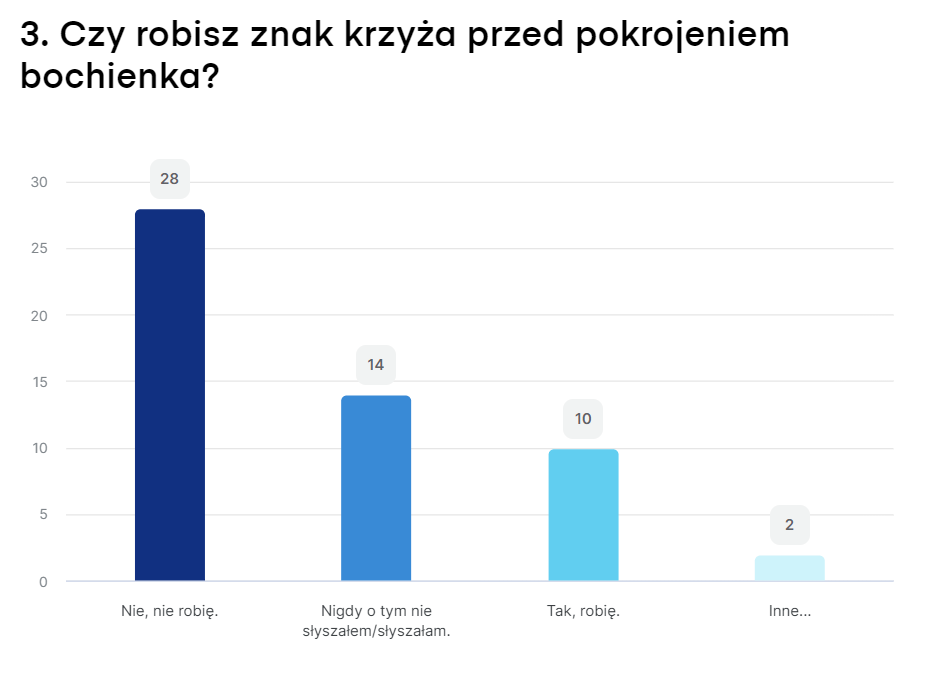 3. Czy robisz znak krzyża przed pokrojeniem
bochienka?
30
28
25
20
15
14
10
10
5
2
0
Nie, nie robię.
Nigdy o tym nie
słyszałem/słyszałam.
Tak, robię.
Inne...